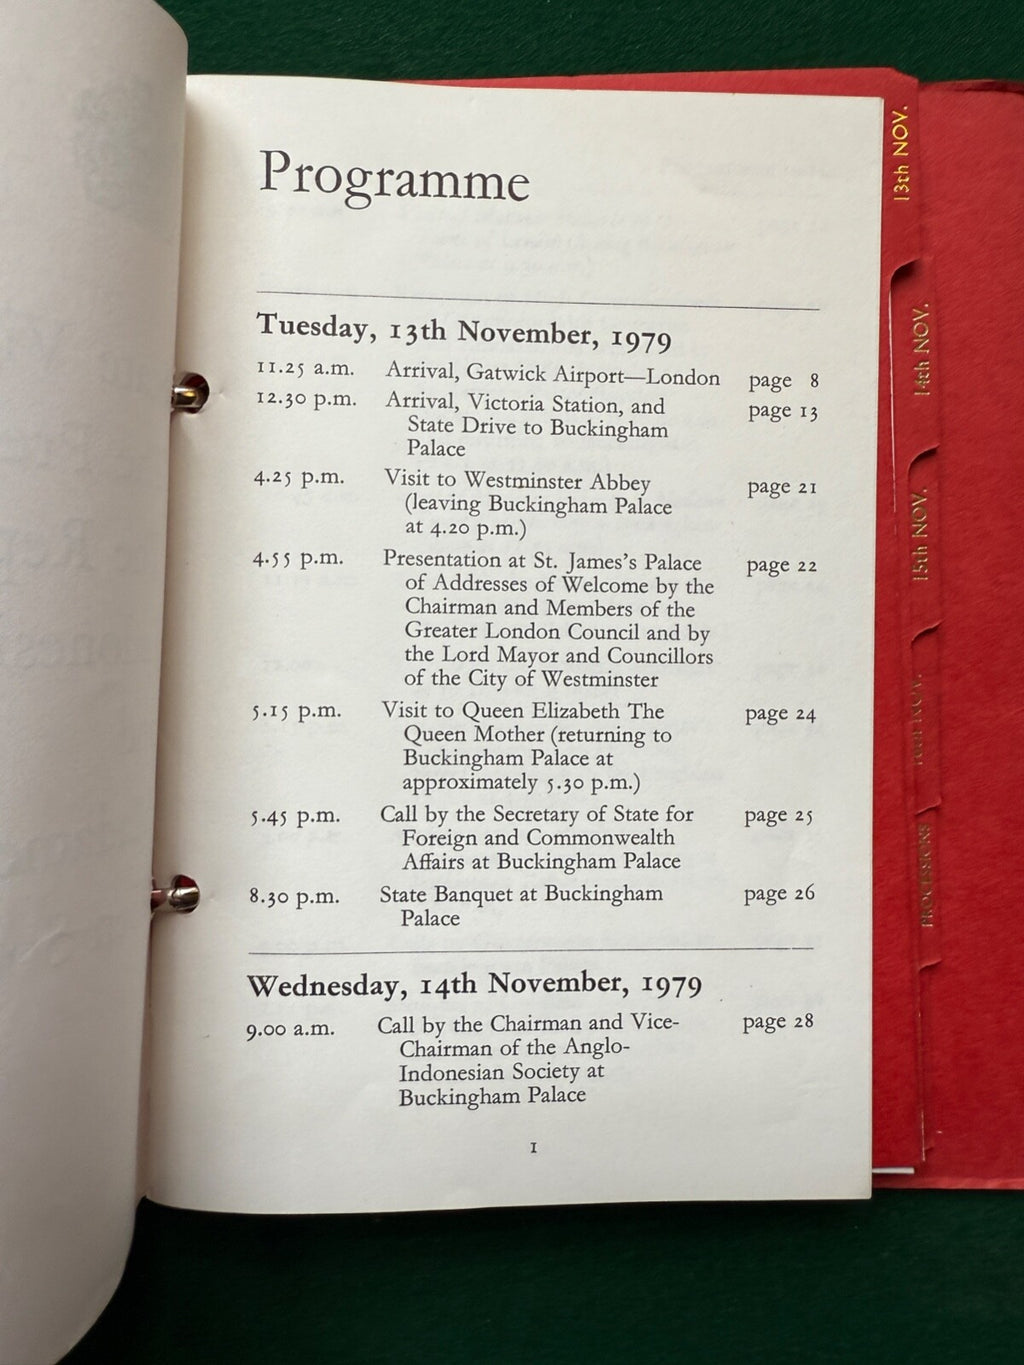 Programme
Tuesday, 13th November, 1979
11.25 a.m. Arrival, Gatwick Airport—London page 8
12.30 p.m. Arrival, Victoria Station, and page 13
State Drive to Buckingham
Palace
4.25 p.m. Visit to Westminster Abbey page 21
(leaving Buckingham Palace
at 4.20 p.m.)
4.55 p.m. Presentation at St. James's Palace page 22
of Addresses of Welcome by the
Chairman and Members of the
Greater London Council and by
the Lord Mayor and Councillors
of the City of Westminster
5.15 p.m. Visit to Queen Elizabeth The page 24
Queen Mother (returning to
Buckingham Palace at
approximately 5.30 p.m.)
5.45 p.m. Call by the Secretary of State for page 25
Foreign and Commonwealth
Affairs at Buckingham Palace
8.30 p.m. State Banquet at Buckingham page 26
Palace
Wednesday, 14th November, 1979
9.00 a.m. Call by the Chairman and Vice- page 28
Chairman of the Anglo-
Indonesian Society at
Buckingham Palace
1
13th NOV.
14th NOV.
15th NOV.
16th NOV.
PROCESSIONS